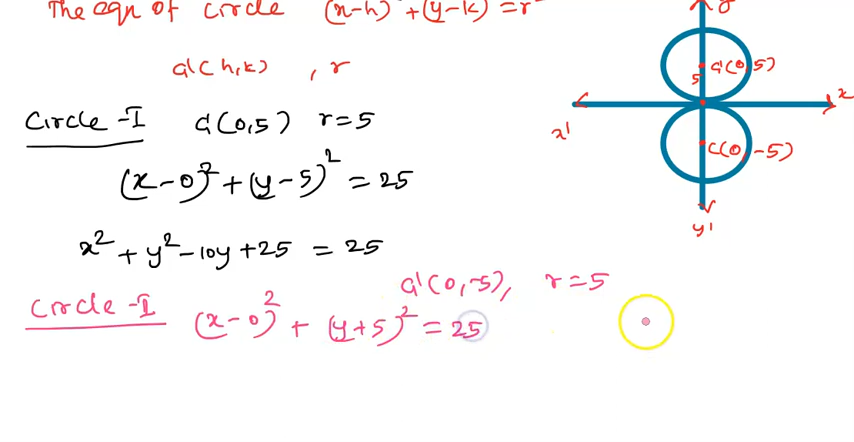 The eqn of circle (x-h)² + (y-k)² = r²
C(h,k) , r
Circle -I C(0,5) r=5
(x-0)² + (y-5)² = 25
x² + y² - 10y + 25 = 25
C(0,-5), r=5
Circle -I (x-0)² + (y+5)² = 25
y
C(0,5)
5
x
x'
C(0,-5)
y'